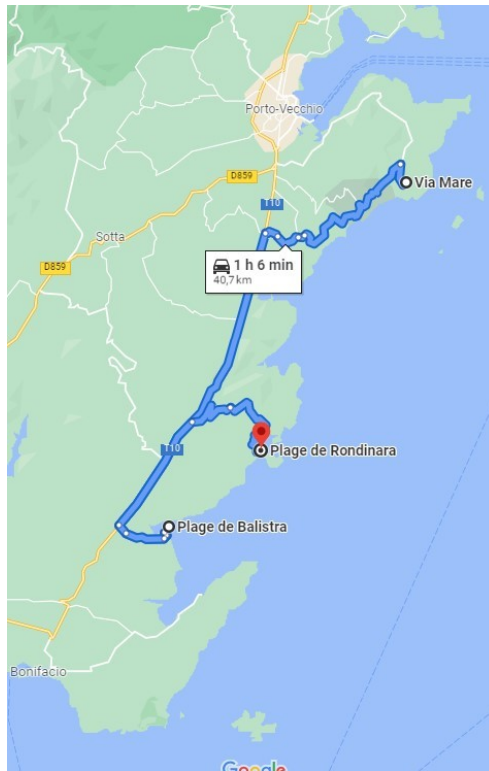 Porto-Vecchio
Via Mare
D859
T10
Sotta
D859
1 h 6 min
40,7 km
Plage de Rondinara
T10
Plage de Balistra
Bonifacio
Google